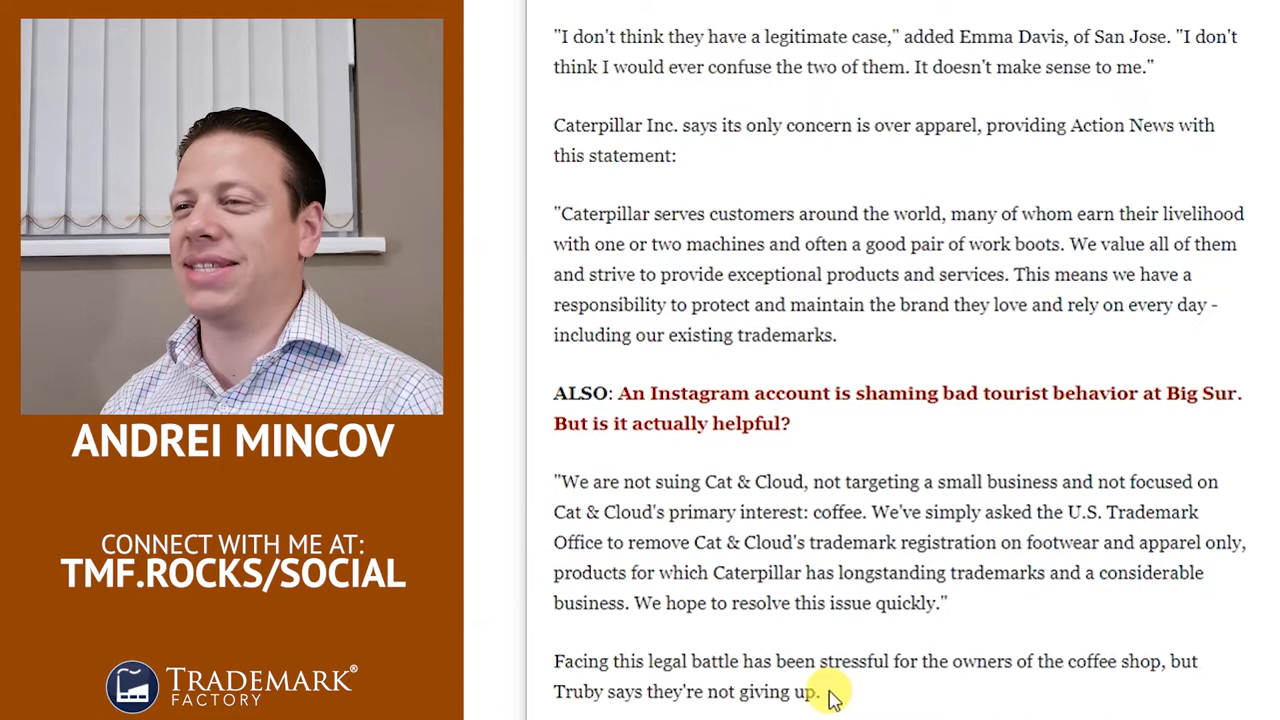 ANDREI MINCOV
CONNECT WITH ME AT:
TMF.ROCKS/SOCIAL
TRADEMARK®
FACTORY
"I don't think they have a legitimate case," added Emma Davis, of San Jose. "I don't
think I would ever confuse the two of them. It doesn't make sense to me."
Caterpillar Inc. says its only concern is over apparel, providing Action News with
this statement:
"Caterpillar serves customers around the world, many of whom earn their livelihood
with one or two machines and often a good pair of work boots. We value all of them
and strive to provide exceptional products and services. This means we have a
responsibility to protect and maintain the brand they love and rely on every day -
including our existing trademarks.
ALSO: An Instagram account is shaming bad tourist behavior at Big Sur.
But is it actually helpful?
"We are not suing Cat & Cloud, not targeting a small business and not focused on
Cat & Cloud's primary interest: coffee. We've simply asked the U.S. Trademark
Office to remove Cat & Cloud's trademark registration on footwear and apparel only,
products for which Caterpillar has longstanding trademarks and a considerable
business. We hope to resolve this issue quickly."
Facing this legal battle has been stressful for the owners of the coffee shop, but
Truby says they're not giving up.